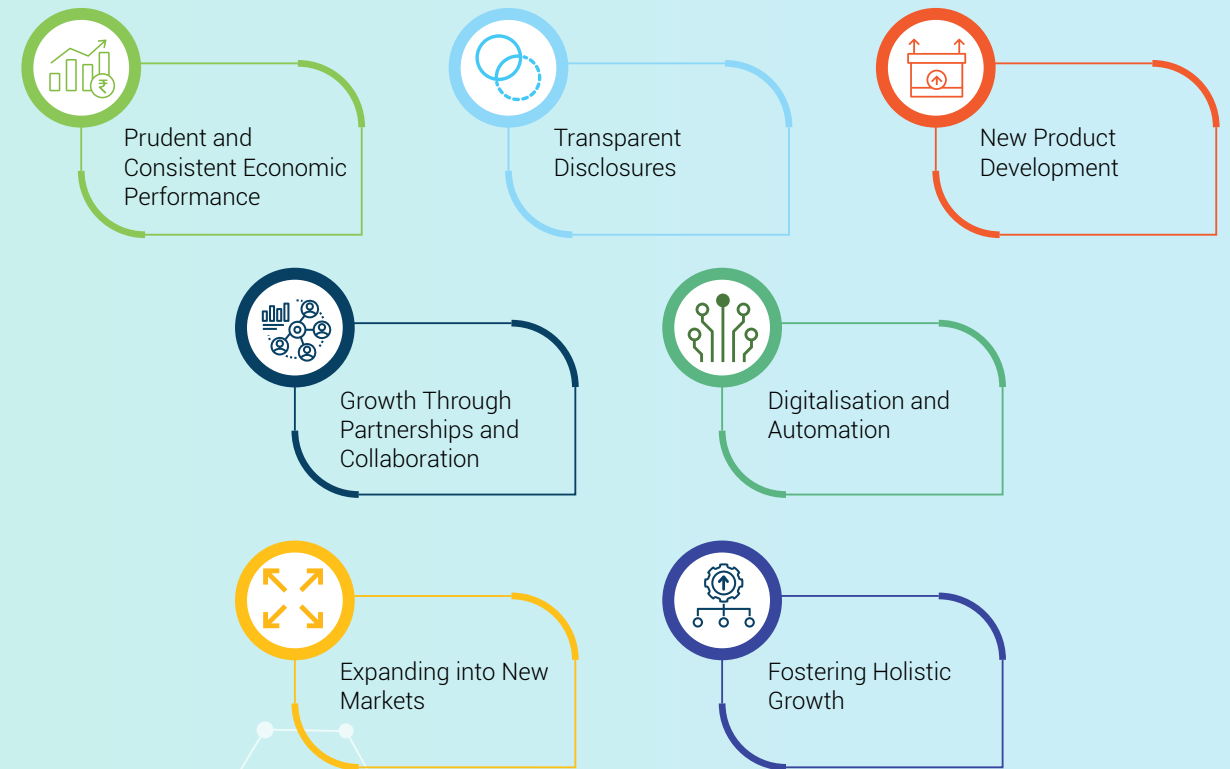 Prudent and
Consistent Economic
Performance
Transparent
Disclosures
New Product
Development
Growth Through
Partnerships and
Collaboration
Digitalisation and
Automation
Expanding into New
Markets
Fostering Holistic
Growth